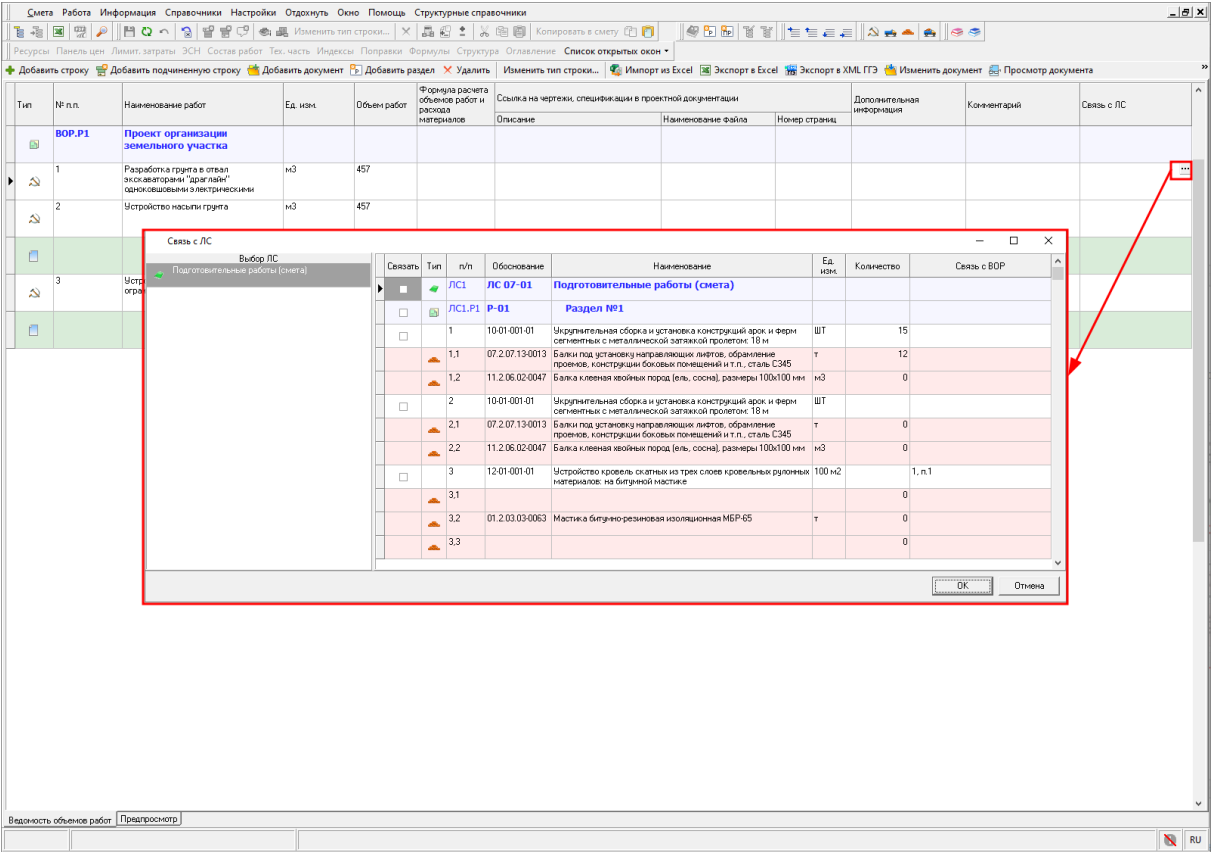 Смета Работа Информация Справочники Настройки Отдохнуть Окно Помощь Структурные справочники
Изменить тип строки... Копировать в смету
Ресурсы Панель цен Лимит. затраты ЭСН Состав работ Тех. часть Индексы Поправки Формулы Структура Оглавление Список открытых окон
Добавить строку Добавить подчиненную строку Добавить документ Добавить раздел Удалить Изменить тип строки... Импорт из Excel Экспорт в Excel Экспорт в XML ГГЭ Изменить документ Просмотр документа »
Тип № п.п. Наименование работ Ед. изм. Объем работ Формула расчета объемов работ и расхода материалов Ссылка на чертежи, спецификации в проектной документации Дополнительная информация Комментарий Связь с ЛС
Описание Наименование файла Номер страниц
ВОР.Р1 Проект организации
земельного участка
1 Разработка грунта в отвал м3 457 ...
экскаваторами "драглайн"
одноковшовыми электрическими
2 Устройство насыпи грунта м3 457
3 Устр
огра
Связь с ЛС
Выбор ЛС
Подготовительные работы (смета)
Связать Тип п/п Обоснование Наименование Ед. изм. Количество Связь с ВОР
ЛС1 ЛС 07-01 Подготовительные работы (смета)
ЛС1.Р1 Р-01 Раздел №1
1 10-01-001-01 Укрупнительная сборка и установка конструкций арок и ферм ШТ 15
сегментных с металлической затяжкой пролетом: 18 м
1,1 07.2.07.13-0013 Балки под установку направляющих лифтов, обрамление т 12
проемов, конструкции боковых помещений и т.п., сталь С345
1,2 11.2.06.02-0047 Балка клееная хвойных пород (ель, сосна), размеры 100х100 мм м3 0
2 10-01-001-01 Укрупнительная сборка и установка конструкций арок и ферм ШТ
сегментных с металлической затяжкой пролетом: 18 м
2,1 07.2.07.13-0013 Балки под установку направляющих лифтов, обрамление т 0
проемов, конструкции боковых помещений и т.п., сталь С345
2,2 11.2.06.02-0047 Балка клееная хвойных пород (ель, сосна), размеры 100х100 мм м3 0
3 12-01-001-01 Устройство кровель скатных из трех слоев кровельных рулонных 100 м2 1, п.1
материалов: на битумной мастике
3,1 0
3,2 01.2.03.03-0063 Мастика битумно-резиновая изоляционная МБР-65 т 0
3,3 0
OK Отмена
Ведомость объемов работ Предпросмотр
RU